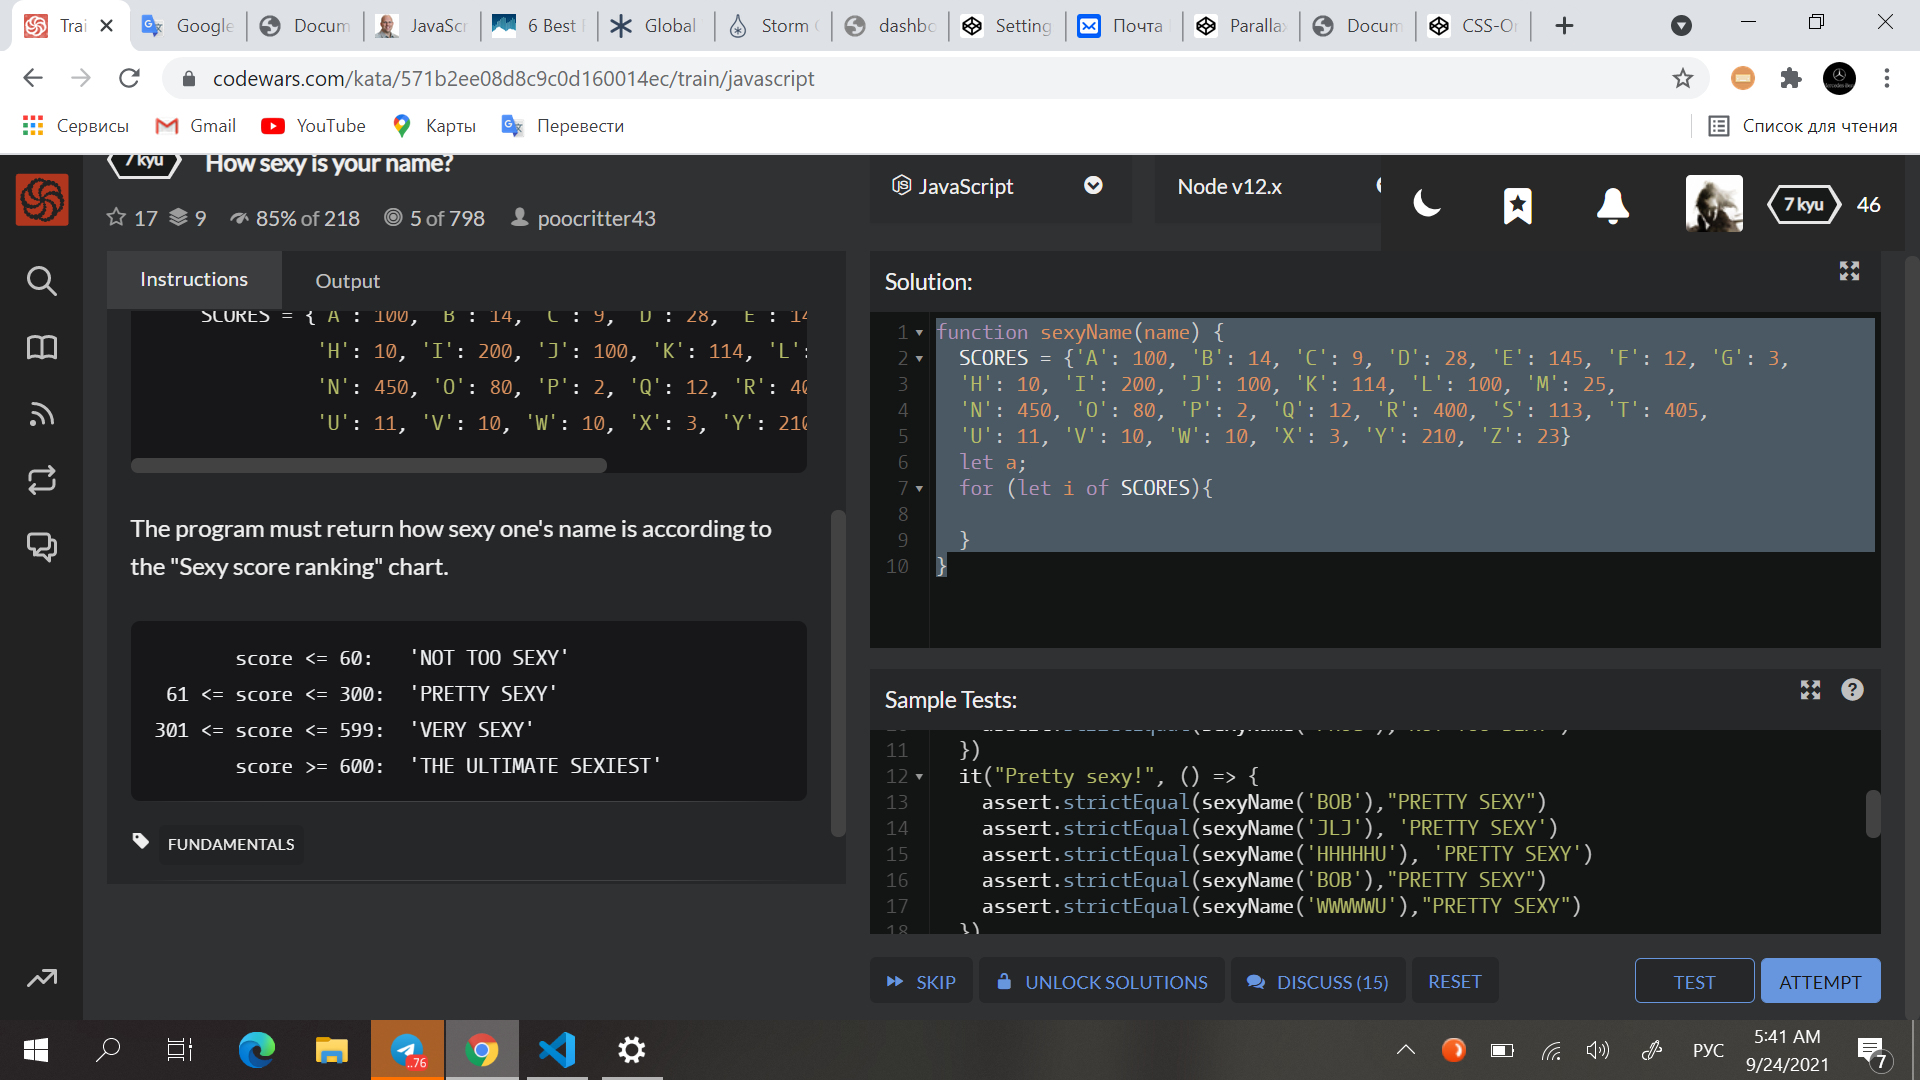 Trai
Google
Docum
JavaScr
6 Best
Global
Storm
dashbo
Setting
Почта
Paralla
Docum
CSS-O
codewars.com/kata/571b2ee08d8c9c0d160014ec/train/javascript
Сервисы
Gmail
YouTube
Карты
Перевести
Список для чтения
7 kyu
How sexy is your name?
17 9 85% of 218 5 of 798 poocritter43
JavaScript
Node v12.x
7 kyu 46
Instructions
Output
SCORES = {'A': 100, 'B': 14, 'C': 9, 'D': 28, 'E': 14
'H': 10, 'I': 200, 'J': 100, 'K': 114, 'L':
'N': 450, 'O': 80, 'P': 2, 'Q': 12, 'R': 40
'U': 11, 'V': 10, 'W': 10, 'X': 3, 'Y': 210
The program must return how sexy one's name is according to
the "Sexy score ranking" chart.
score <= 60: 'NOT TOO SEXY'
61 <= score <= 300: 'PRETTY SEXY'
301 <= score <= 599: 'VERY SEXY'
score >= 600: 'THE ULTIMATE SEXIEST'
FUNDAMENTALS
Solution:
1 function sexyName(name) {
2 SCORES = {'A': 100, 'B': 14, 'C': 9, 'D': 28, 'E': 145, 'F': 12, 'G': 3,
3 'H': 10, 'I': 200, 'J': 100, 'K': 114, 'L': 100, 'M': 25,
4 'N': 450, 'O': 80, 'P': 2, 'Q': 12, 'R': 400, 'S': 113, 'T': 405,
5 'U': 11, 'V': 10, 'W': 10, 'X': 3, 'Y': 210, 'Z': 23}
6 let a;
7 for (let i of SCORES){
8
9 }
10 }
Sample Tests:
11 })
12 it("Pretty sexy!", () => {
13 assert.strictEqual(sexyName('BOB'),"PRETTY SEXY")
14 assert.strictEqual(sexyName('JLJ'), 'PRETTY SEXY')
15 assert.strictEqual(sexyName('HHHHHU'), 'PRETTY SEXY')
16 assert.strictEqual(sexyName('BOB'),"PRETTY SEXY")
17 assert.strictEqual(sexyName('WWWWWU'),"PRETTY SEXY")
18 })
SKIP
UNLOCK SOLUTIONS
DISCUSS (15)
RESET
TEST
ATTEMPT
..76
РУС
5:41 AM
9/24/2021
7